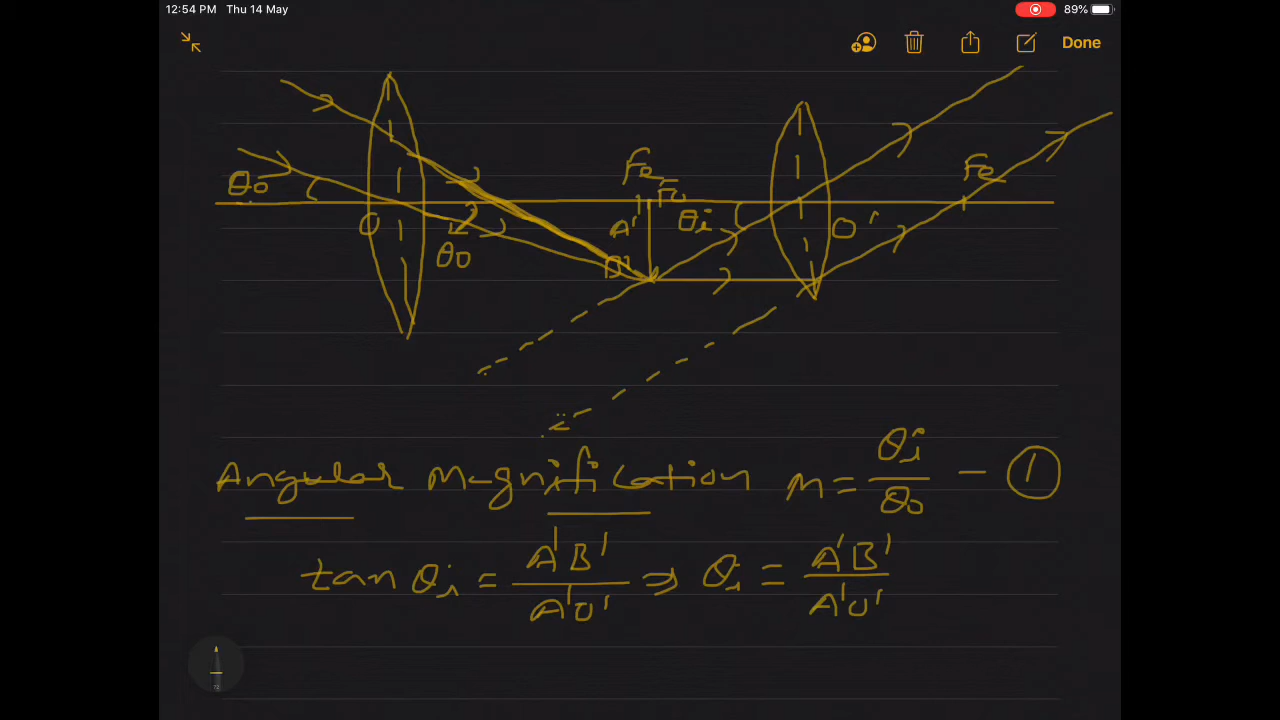 12:54 PM Thu 14 May 89%
Done
Fe Fo Fe
θo A' θi
O O'
θo B'
Angular Magnification m = θi/θo - ①
tan θi = A'B'/A'O' ⇒ θi = A'B'/A'O'